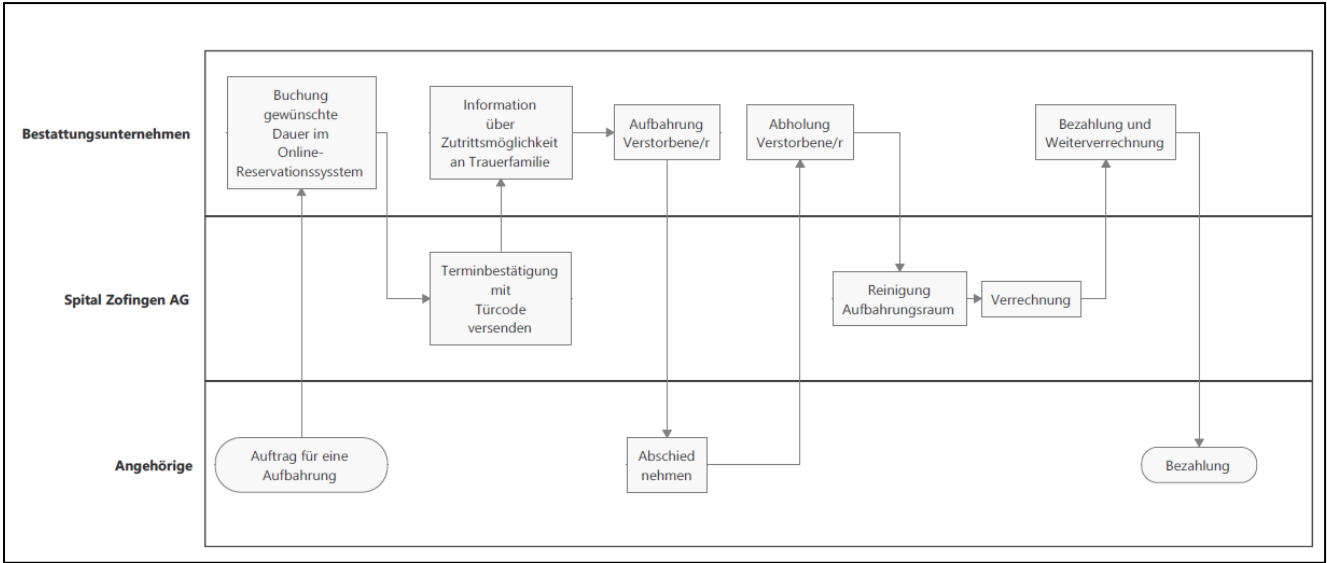 Bestattungsunternehmen
Buchung
gewünschte
Dauer im
Online-
Reservationssysstem
Information
über
Zutrittsmöglichkeit
an Trauerfamilie
Aufbahrung
Verstorbene/r
Abholung
Verstorbene/r
Bezahlung und
Weiterverrechnung
Spital Zofingen AG
Terminbestätigung
mit
Türcode
versenden
Reinigung
Aufbahrungsraum
Verrechnung
Angehörige
Auftrag für eine
Aufbahrung
Abschied
nehmen
Bezahlung